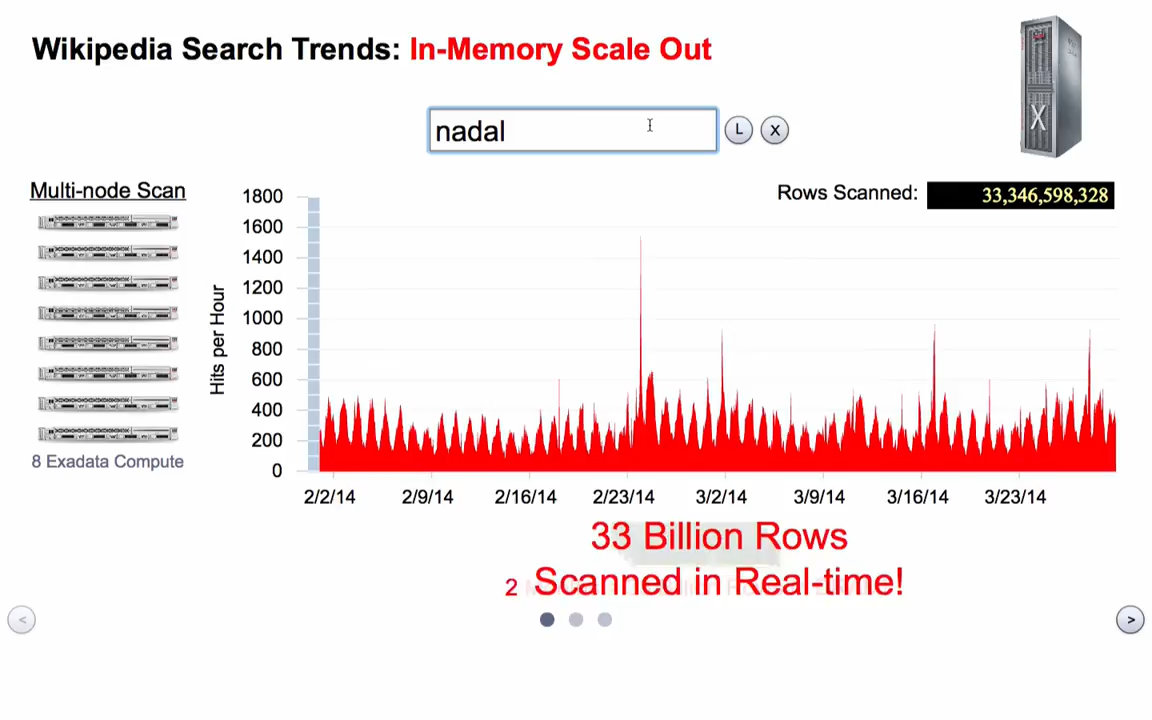 Wikipedia Search Trends: In-Memory Scale Out
X
nadal
L
X
Multi-node Scan
Rows Scanned: 33,346,598,328
1800
1600
1400
1200
1000
800
600
400
200
0
Hits per Hour
8 Exadata Compute
2/2/14 2/9/14 2/16/14 2/23/14 3/2/14 3/9/14 3/16/14 3/23/14
33 Billion Rows
2 Scanned in Real-time!
<
>